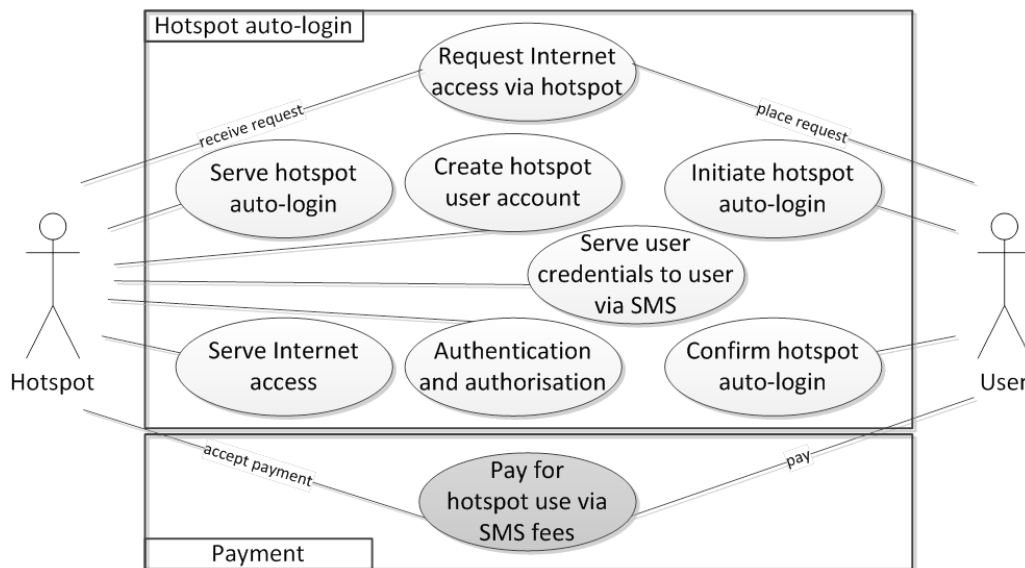 Hotspot auto-login
Request Internet
access via hotspot
receive request
place request
Serve hotspot
auto-login
Create hotspot
user account
Initiate hotspot
auto-login
Serve user
credentials to user
via SMS
Serve Internet
access
Authentication
and authorisation
Confirm hotspot
auto-login
Hotspot
User
accept payment
pay
Pay for
hotspot use via
SMS fees
Payment